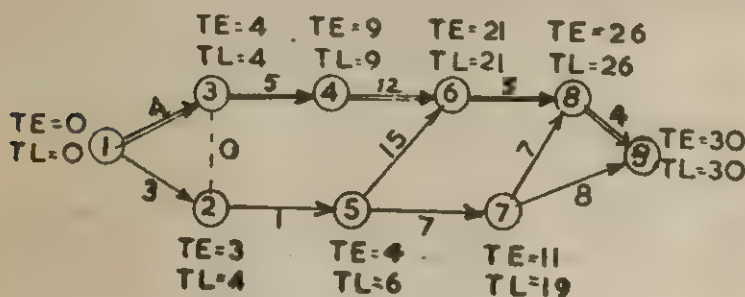 TE=4 TE=9 TE=21 TE=26
TL=4 TL=9 TL=21 TL=26
3 5 4 12 6 5 8
4 4
TE=0 TE=30
TL=0 1 0 15 7 9 TL=30
3 8
2 1 5 7 7
TE=3 TE=4 TE=11
TL=4 TL=6 TL=19